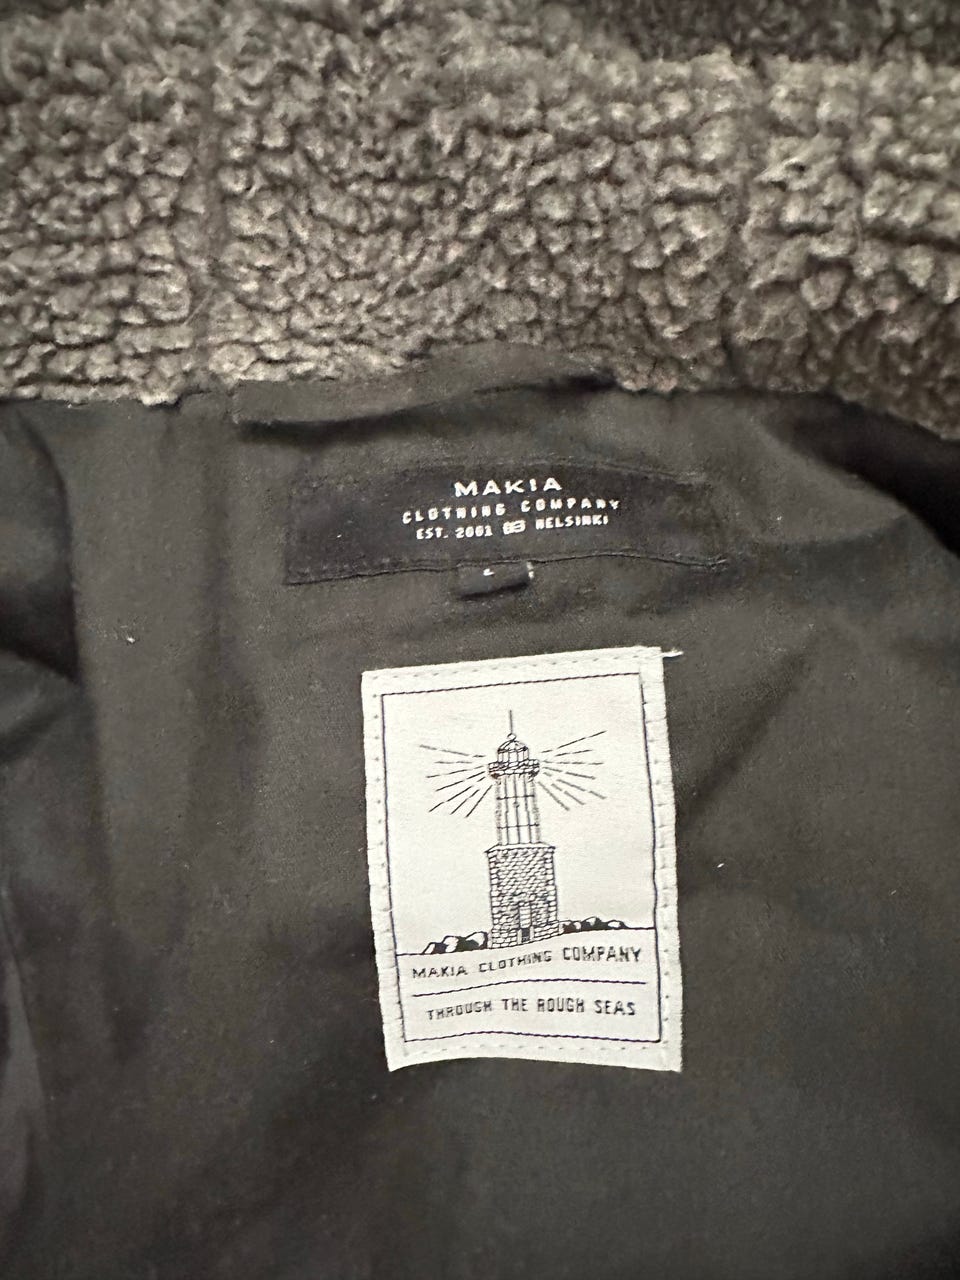 MAKIA
CLOTHING COMPANY
EST. 2001 HELSINKI
L
MAKIA CLOTHING COMPANY
THROUGH THE ROUGH SEAS